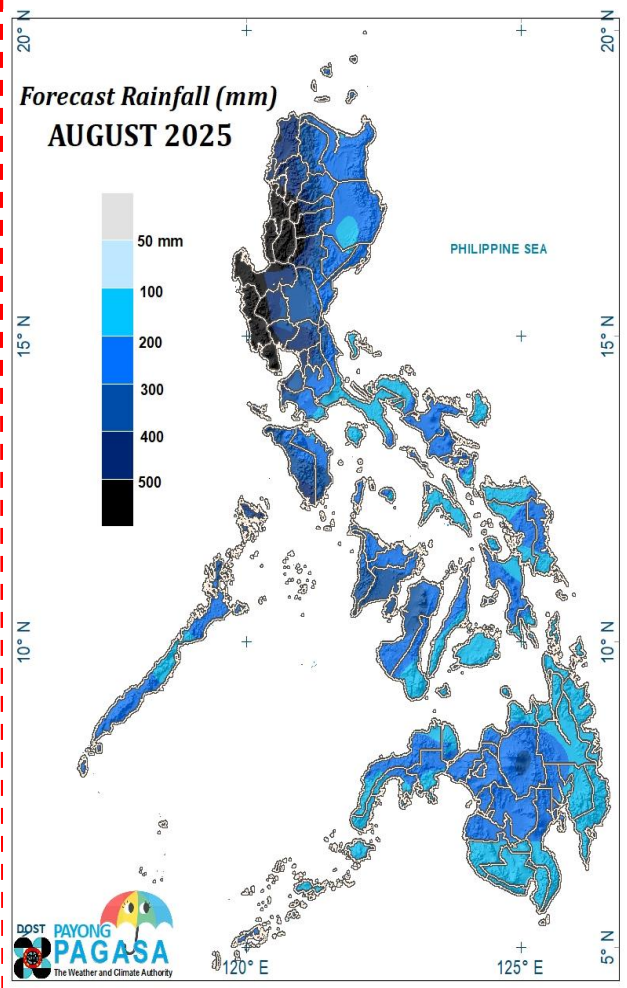 20° N
20° N
Forecast Rainfall (mm)
AUGUST 2025
50 mm
100
200
300
400
500
PHILIPPINE SEA
15° N
15° N
10° N
10° N
DOST
PAYONG
PAGASA
The Weather and Climate Authority
120° E
125° E
5° N